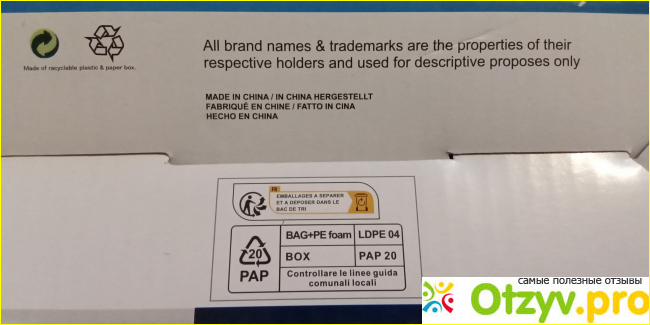 All brand names & trademarks are the properties of their
respective holders and used for descriptive proposes only
Made of recyclable plastic & paper box.
MADE IN CHINA / IN CHINA HERGESTELLT
FABRIQUÉ EN CHINE / FATTO IN CINA
HECHO EN CHINA
FR
EMBALLAGES A SEPARER
ET A DEPOSER DANS LE
BAC DE TRI
20
PAP
BAG+PE foam LDPE 04
BOX PAP 20
Controllare le linee guida
comunali locali
самые полезные отзывы
Otzyv.pro